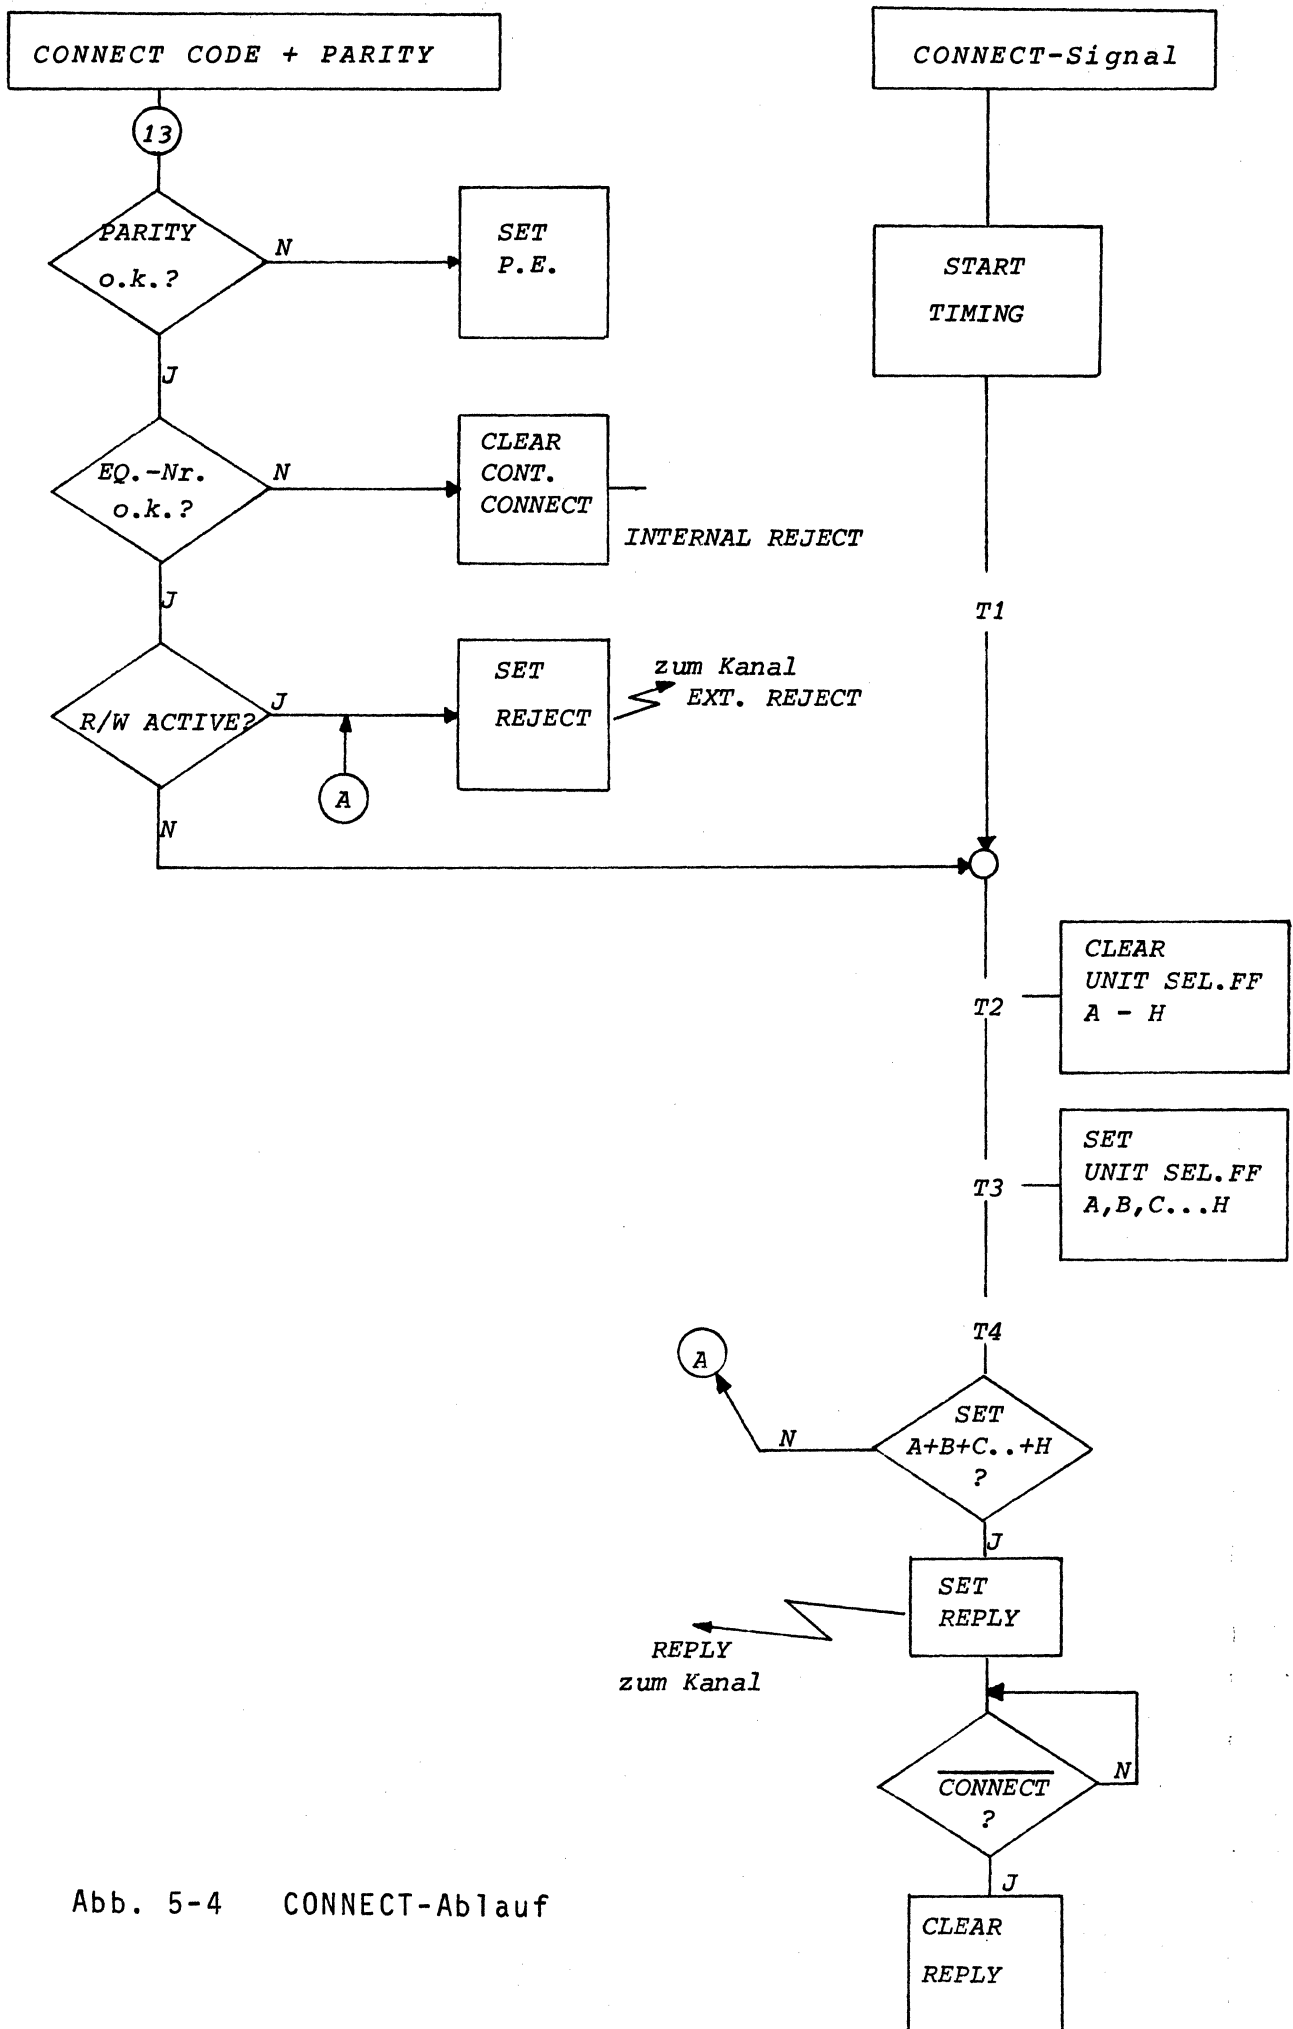 CONNECT CODE + PARITY
13
PARITY
o.k.?
N
SET
P.E.
J
EQ.-Nr.
o.k.?
N
CLEAR
CONT.
CONNECT
INTERNAL REJECT
J
R/W ACTIVE?
J
SET
REJECT
zum Kanal
EXT. REJECT
A
N
CONNECT-Signal
START
TIMING
T1
T2
CLEAR
UNIT SEL.FF
A - H
T3
SET
UNIT SEL.FF
A,B,C...H
T4
A
N
SET
A+B+C..+H
?
J
SET
REPLY
REPLY
zum Kanal
CONNECT
?
N
J
CLEAR
REPLY
Abb. 5-4 CONNECT-Ablauf